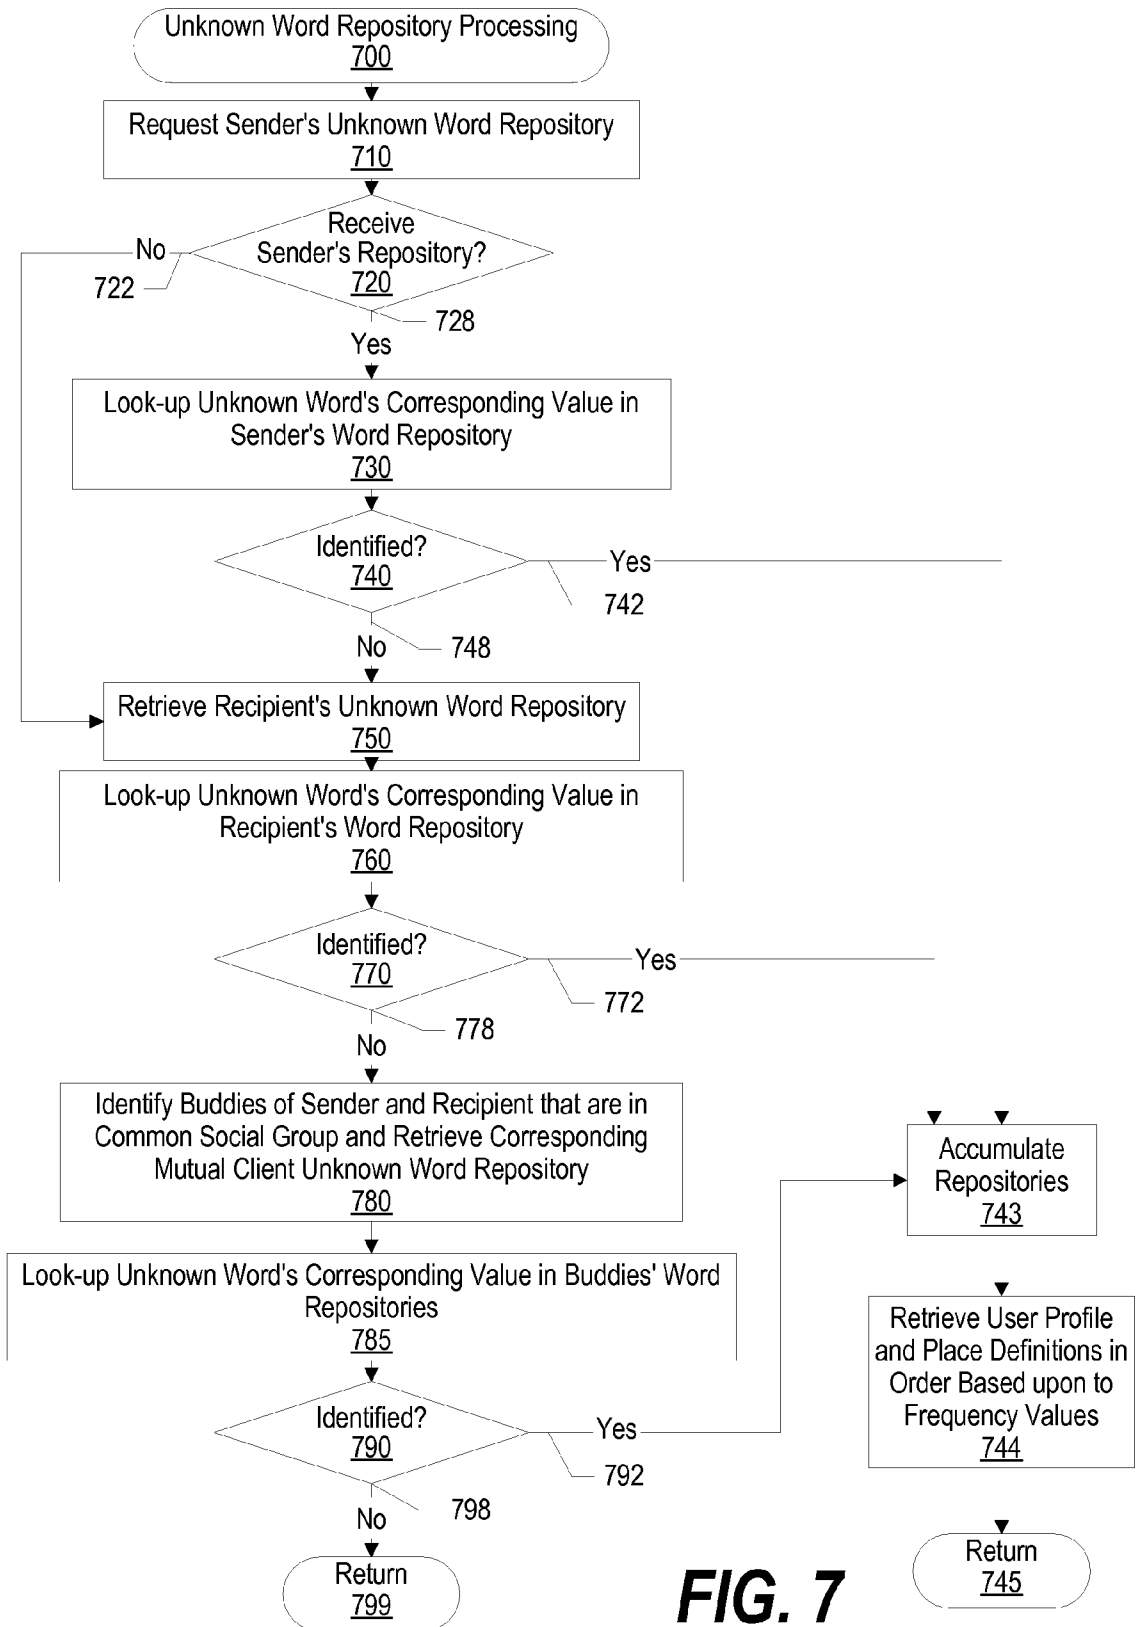 Unknown Word Repository Processing
700
Request Sender's Unknown Word Repository
710
Receive
Sender's Repository?
720
No
722
728
Yes
Look-up Unknown Word's Corresponding Value in
Sender's Word Repository
730
Identified?
740
Yes
742
No
748
Retrieve Recipient's Unknown Word Repository
750
Look-up Unknown Word's Corresponding Value in
Recipient's Word Repository
760
Identified?
770
Yes
772
778
No
Identify Buddies of Sender and Recipient that are in
Common Social Group and Retrieve Corresponding
Mutual Client Unknown Word Repository
780
Accumulate
Repositories
743
Look-up Unknown Word's Corresponding Value in Buddies' Word
Repositories
785
Retrieve User Profile
and Place Definitions in
Order Based upon to
Frequency Values
744
Identified?
790
Yes
792
798
No
Return
799
Return
745
FIG. 7